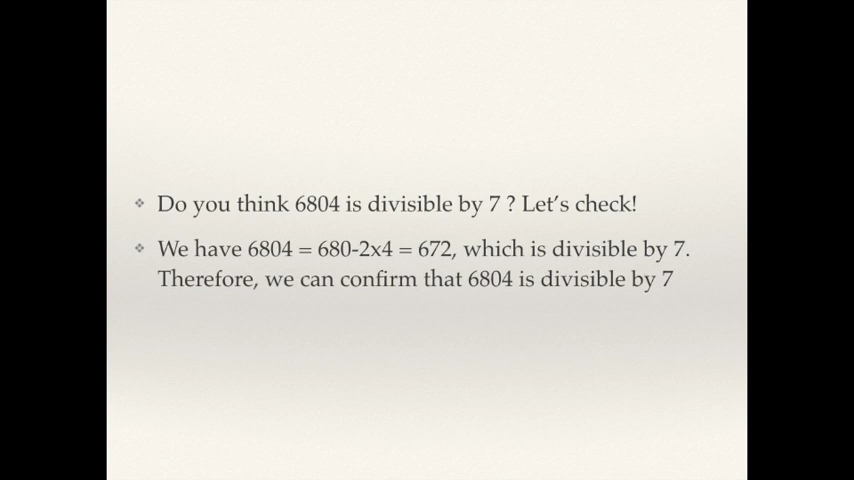 ❖ Do you think 6804 is divisible by 7 ? Let’s check!
❖ We have 6804 = 680-2x4 = 672, which is divisible by 7.
Therefore, we can confirm that 6804 is divisible by 7